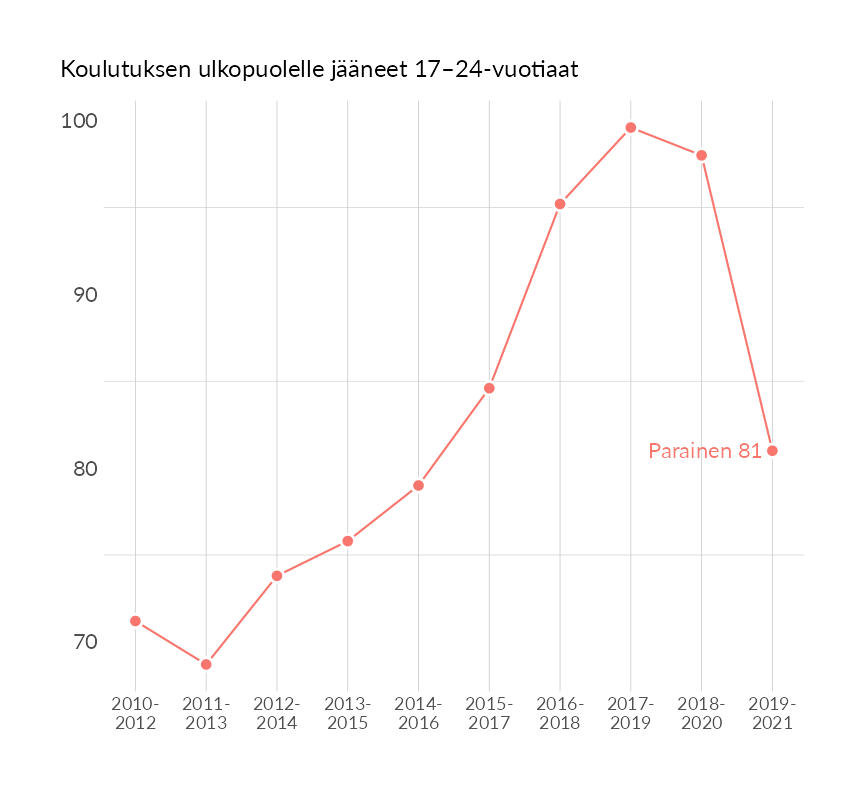 Koulutuksen ulkopuolelle jääneet 17–24-vuotiaat
100
90
80
70
Parainen 81
2010- 2011- 2012- 2013- 2014- 2015- 2016- 2017- 2018- 2019-
2012 2013 2014 2015 2016 2017 2018 2019 2020 2021